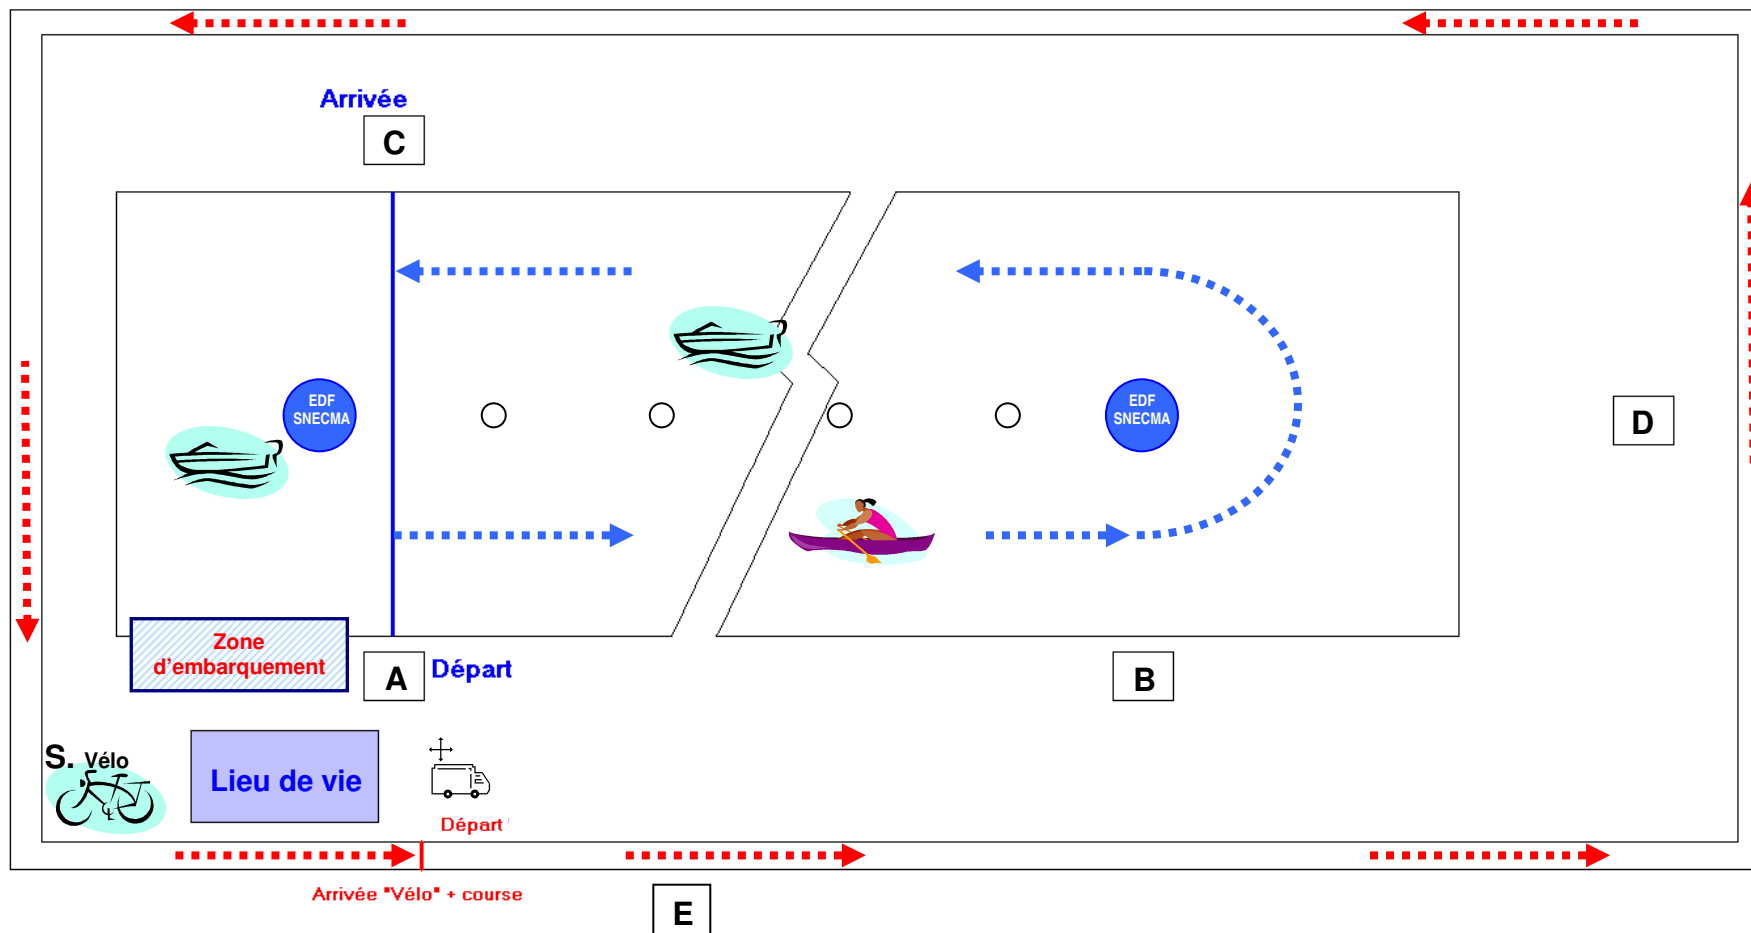 Arrivée
C
EDF
SNECMA
EDF
SNECMA
D
Zone
d'embarquement
A
Départ
B
S. Vélo
Lieu de vie
Départ
Arrivée "Vélo" + course
E